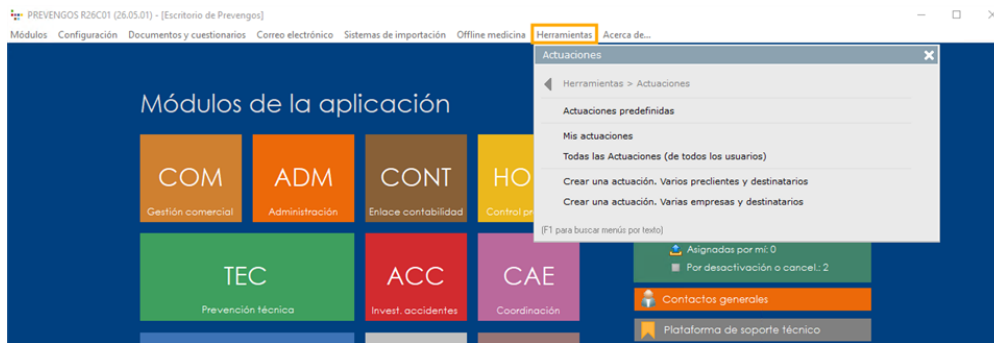 PREVENGOS R26C01 (26.05.01) - [Escritorio de Prevengos]
Módulos Configuración Documentos y cuestionarios Correo electrónico Sistemas de importación Offline medicina Herramientas Acerca de...
Actuaciones
Herramientas > Actuaciones
Actuaciones predefinidas
Mis actuaciones
Todas las Actuaciones (de todos los usuarios)
Crear una actuación. Varios preclientes y destinatarios
Crear una actuación. Varias empresas y destinatarios
(F1 para buscar menús por texto)
Módulos de la aplicación
COM
Gestión comercial
ADM
Administración
CONT
Enlace contabilidad
HO
Control pr
TEC
Prevención técnica
ACC
Invest. accidentes
CAE
Coordinación
Asignadas por mí: 0
Por desactivación o cancel.: 2
Contactos generales
Plataforma de soporte técnico